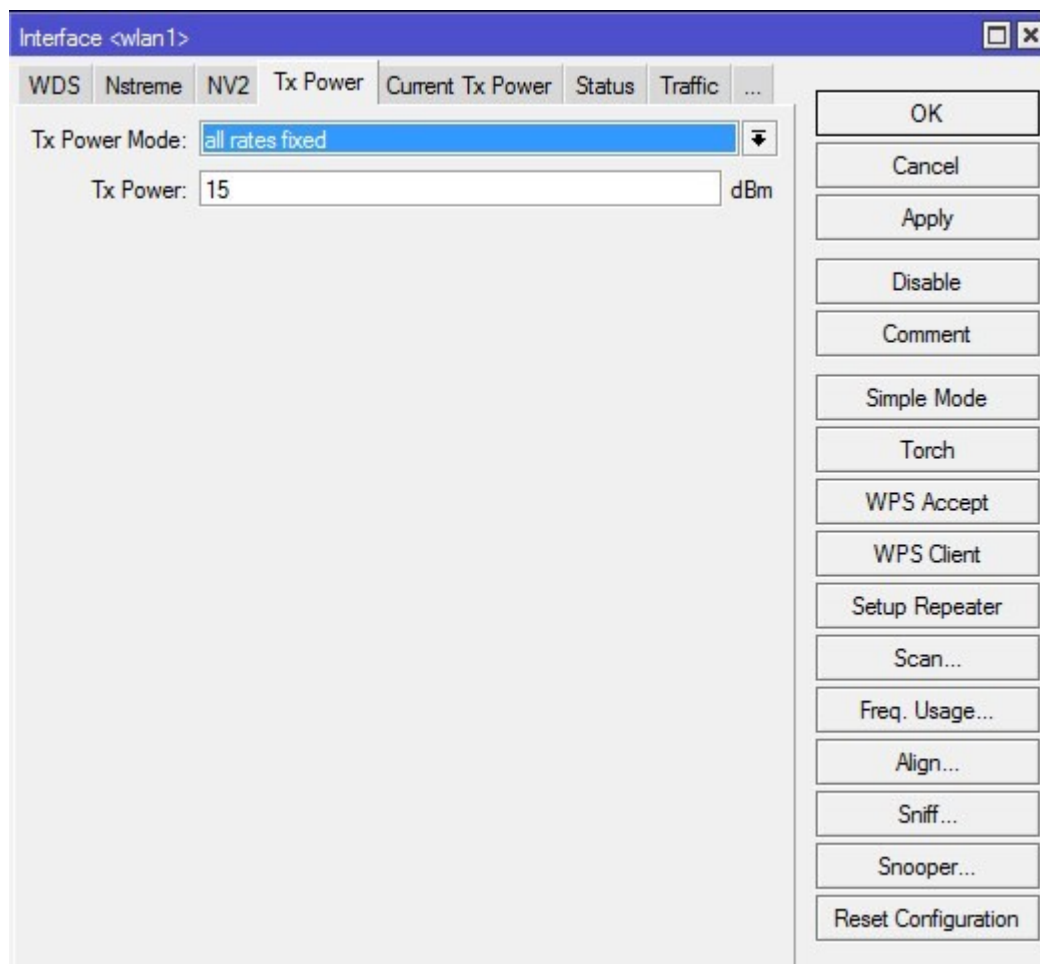 Interface <wlan1>
WDS Nstreme NV2 Tx Power Current Tx Power Status Traffic ...
Tx Power Mode: all rates fixed
Tx Power: 15 dBm
OK
Cancel
Apply
Disable
Comment
Simple Mode
Torch
WPS Accept
WPS Client
Setup Repeater
Scan...
Freq. Usage...
Align...
Sniff...
Snooper...
Reset Configuration